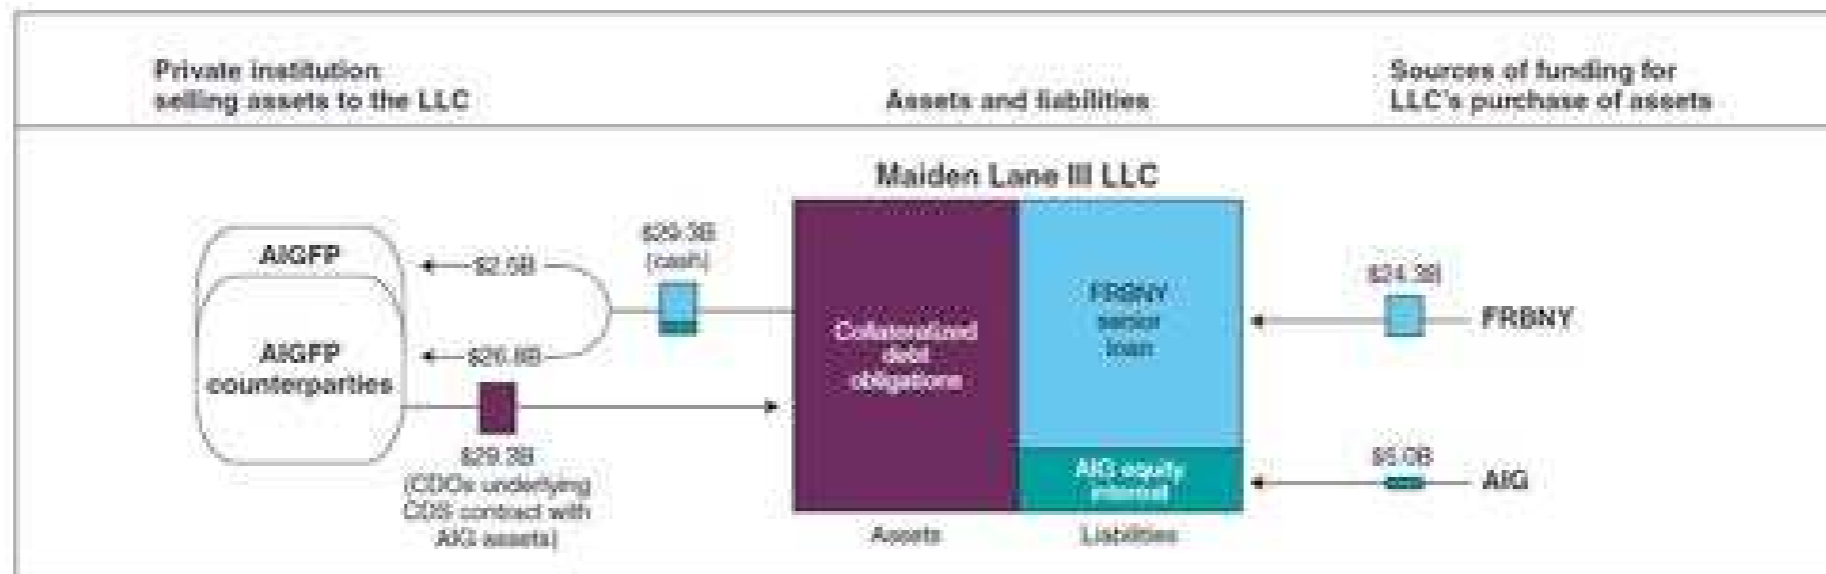 Private institution
selling assets to the LLC
Assets and liabilities
Sources of funding for
LLC's purchase of assets
Maiden Lane III LLC
AIGFP
AIGFP
counterparties
$2.5B
$26.8B
$29.3B
(cash)
$29.3B
(CDOs underlying
CDS contract with
AIG assets)
Collateralized
debt
obligations
FRBNY
senior
loan
AIG equity
interest
Assets
Liabilities
$24.3B
FRBNY
$5.0B
AIG